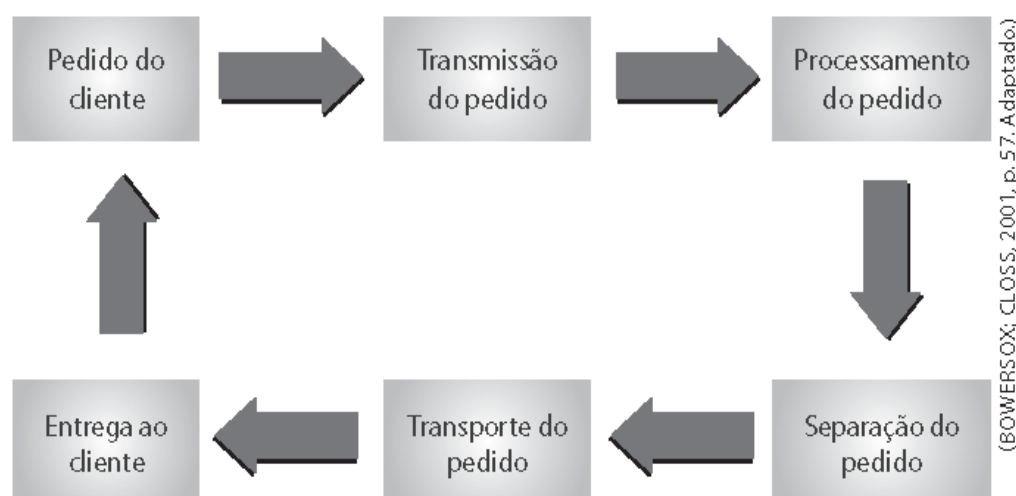 Pedido do
cliente
Transmissão
do pedido
Processamento
do pedido
Separação do
pedido
Transporte do
pedido
Entrega ao
cliente
(BOWERSOX; CLOSS, 2001, p. 57. Adaptado.)